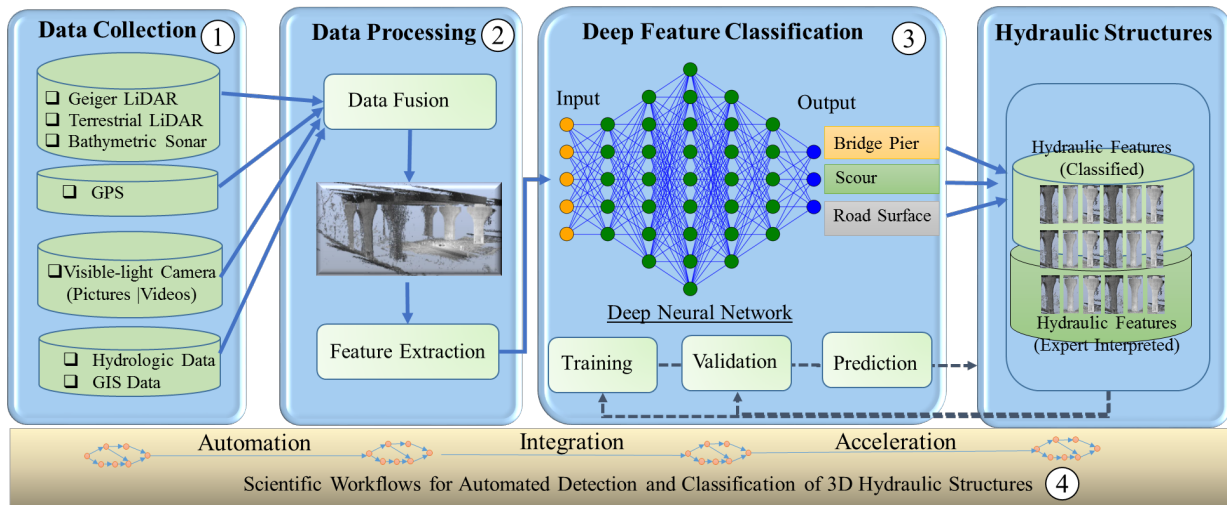 Data Collection
1
❑ Geiger LiDAR
❑ Terrestrial LiDAR
❑ Bathymetric Sonar
❑ GPS
❑Visible-light Camera
(Pictures |Videos)
❑ Hydrologic Data
❑ GIS Data
Data Processing
2
Data Fusion
Feature Extraction
Deep Feature Classification
3
Input
Output
Bridge Pier
Scour
Road Surface
Deep Neural Network
Training
Validation
Prediction
Hydraulic Structures
Hydraulic Features
(Classified)
Hydraulic Features
(Expert Interpreted)
Automation
Integration
Acceleration
Scientific Workflows for Automated Detection and Classification of 3D Hydraulic Structures
4